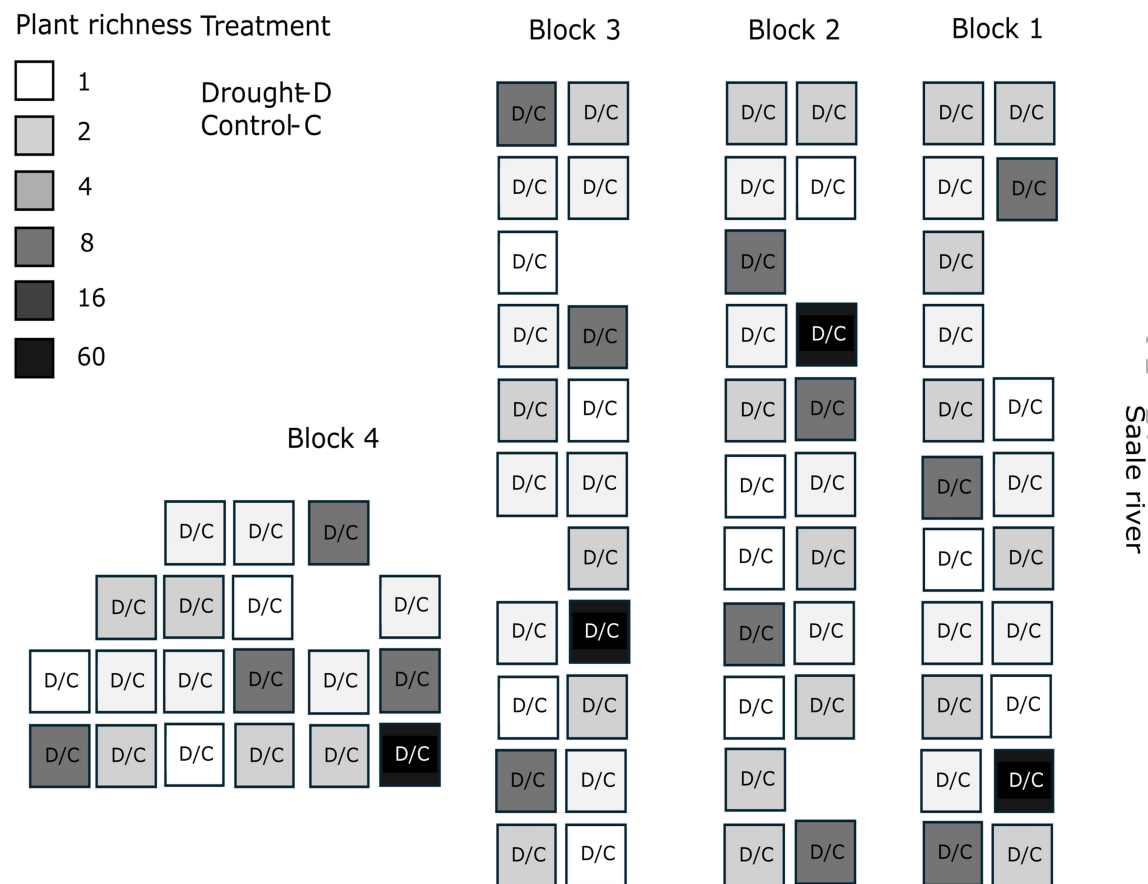 Plant richness
1
2
4
8
16
60
Treatment
Drought-D
Control- C
Block 4
D/C D/C D/C
D/C D/C D/C D/C
D/C D/C D/C D/C D/C D/C
D/C D/C D/C D/C D/C D/C
Block 3
D/C D/C
D/C D/C
D/C
D/C D/C
D/C D/C
D/C D/C
D/C
D/C D/C
D/C D/C
D/C D/C
D/C D/C
Block 2
D/C D/C
D/C D/C
D/C
D/C D/C
D/C D/C
D/C D/C
D/C D/C
D/C D/C
D/C D/C
D/C
D/C D/C
Block 1
D/C D/C
D/C D/C
D/C
D/C
D/C D/C
D/C D/C
D/C D/C
D/C D/C
D/C D/C
D/C D/C
D/C D/C
Saale river